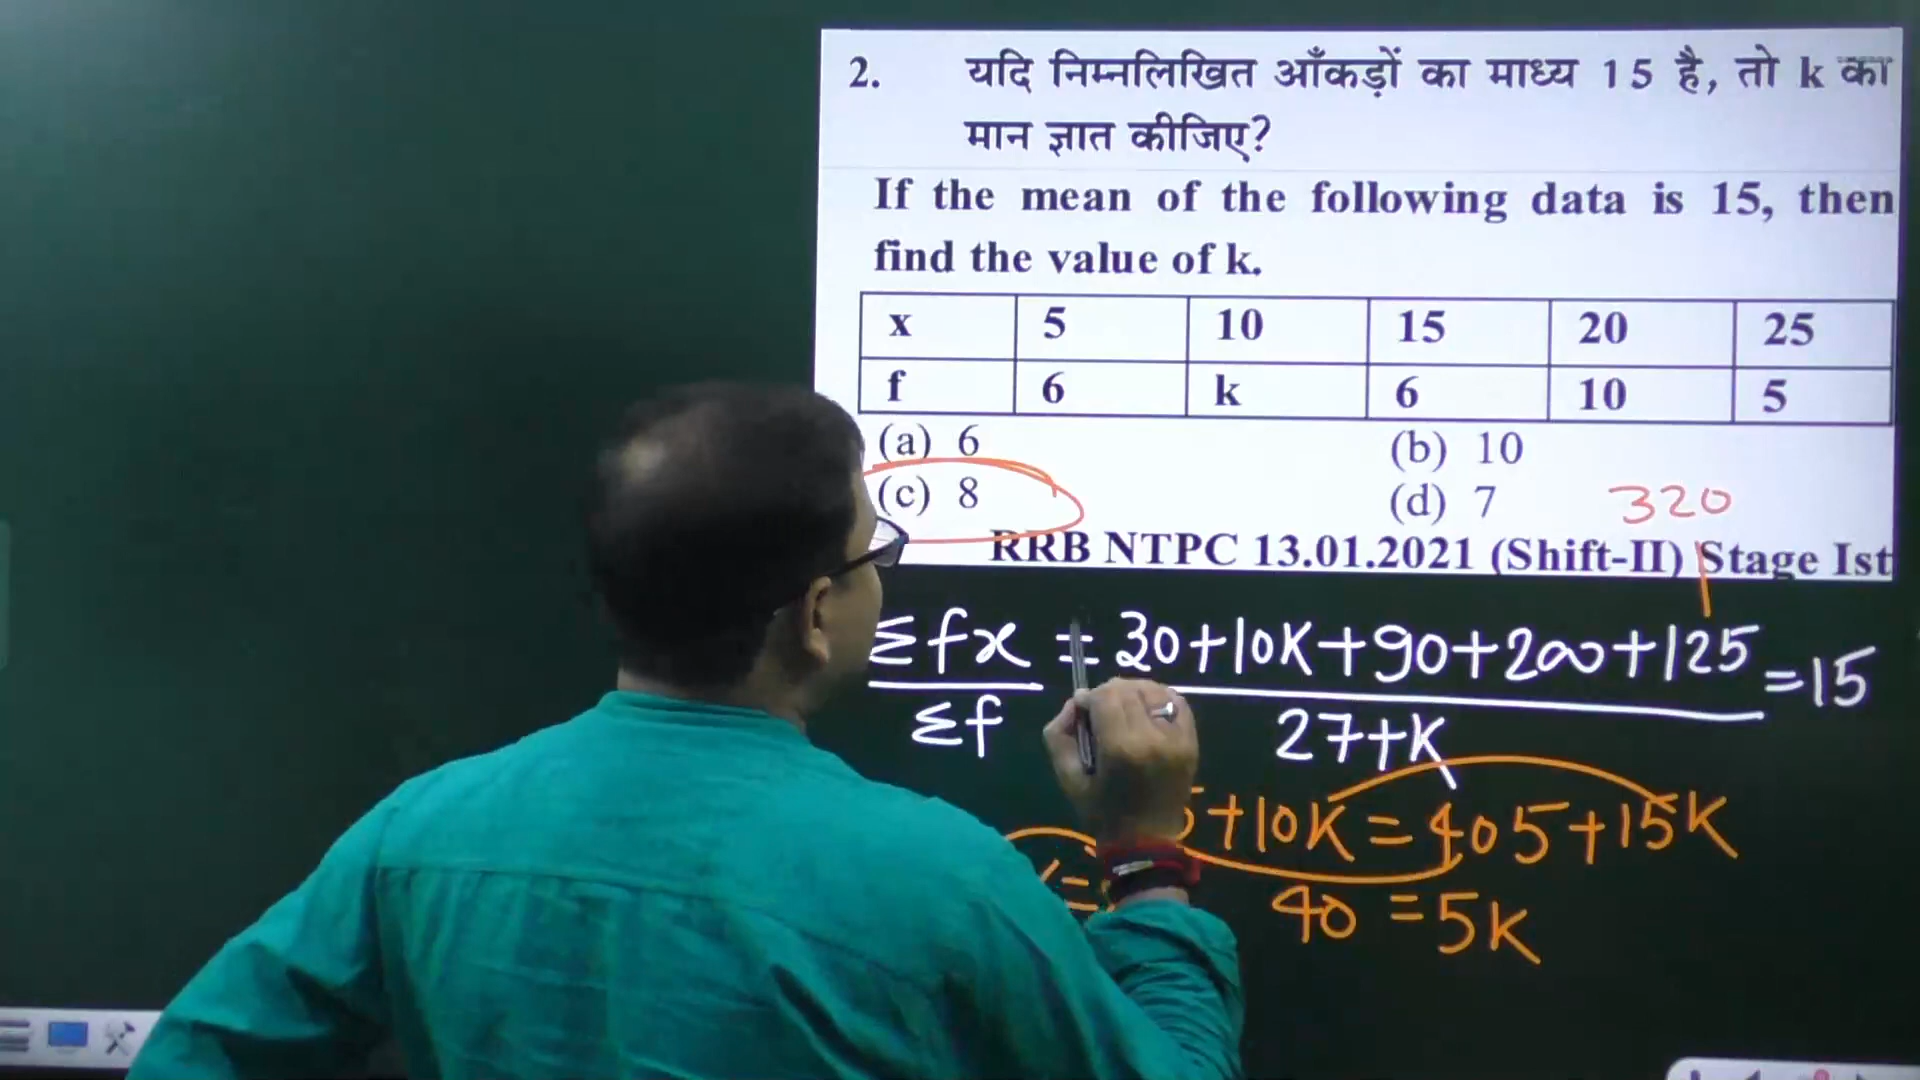 2. यदि निम्नलिखित आँकड़ों का माध्य 15 है, तो k का
मान ज्ञात कीजिए?
If the mean of the following data is 15, then
find the value of k.
x 5 10 15 20 25
f 6 k 6 10 5
(a) 6 (b) 10
(c) 8 (d) 7 320
RRB NTPC 13.01.2021 (Shift-II) Stage Ist
Σfx = 30+10K+90+200+125 =15
Σf 27+K
5+10K=405+15K
40 =5K